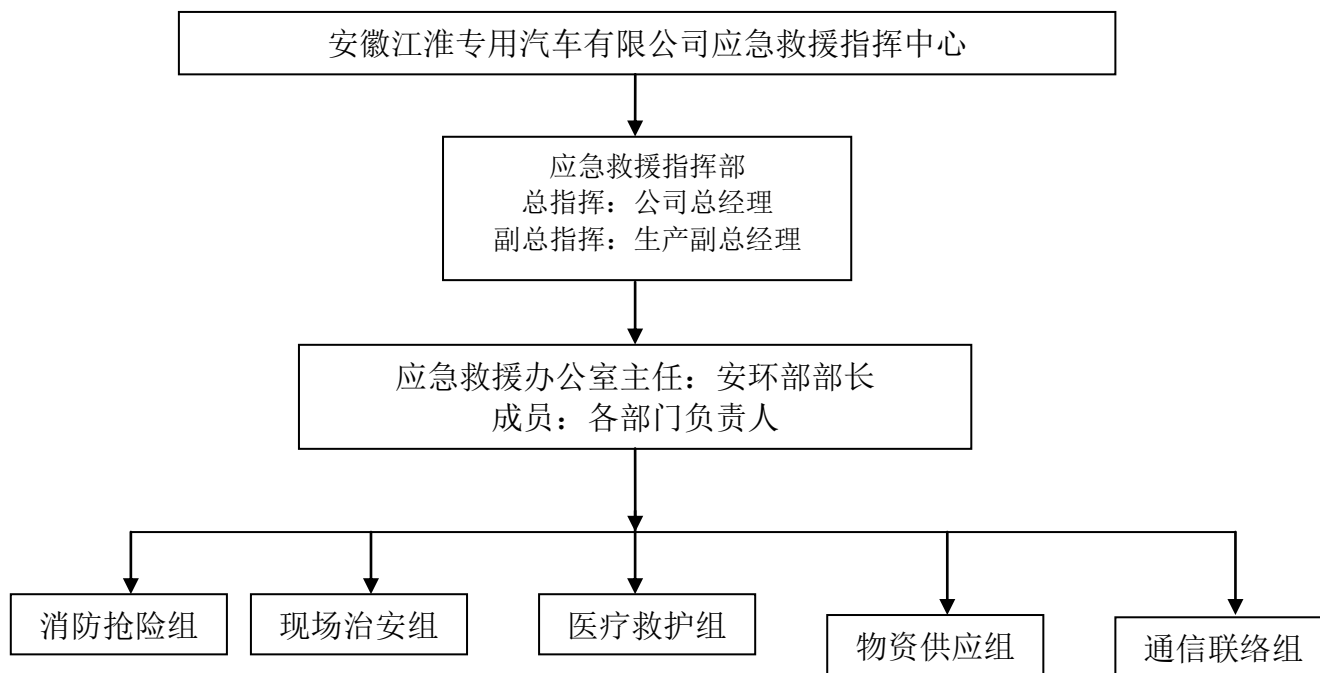 安徽江淮专用汽车有限公司应急救援指挥中心
应急救援指挥部
总指挥：公司总经理
副总指挥：生产副总经理
应急救援办公室主任：安环部部长
成员：各部门负责人
消防抢险组
现场治安组
医疗救护组
物资供应组
通信联络组